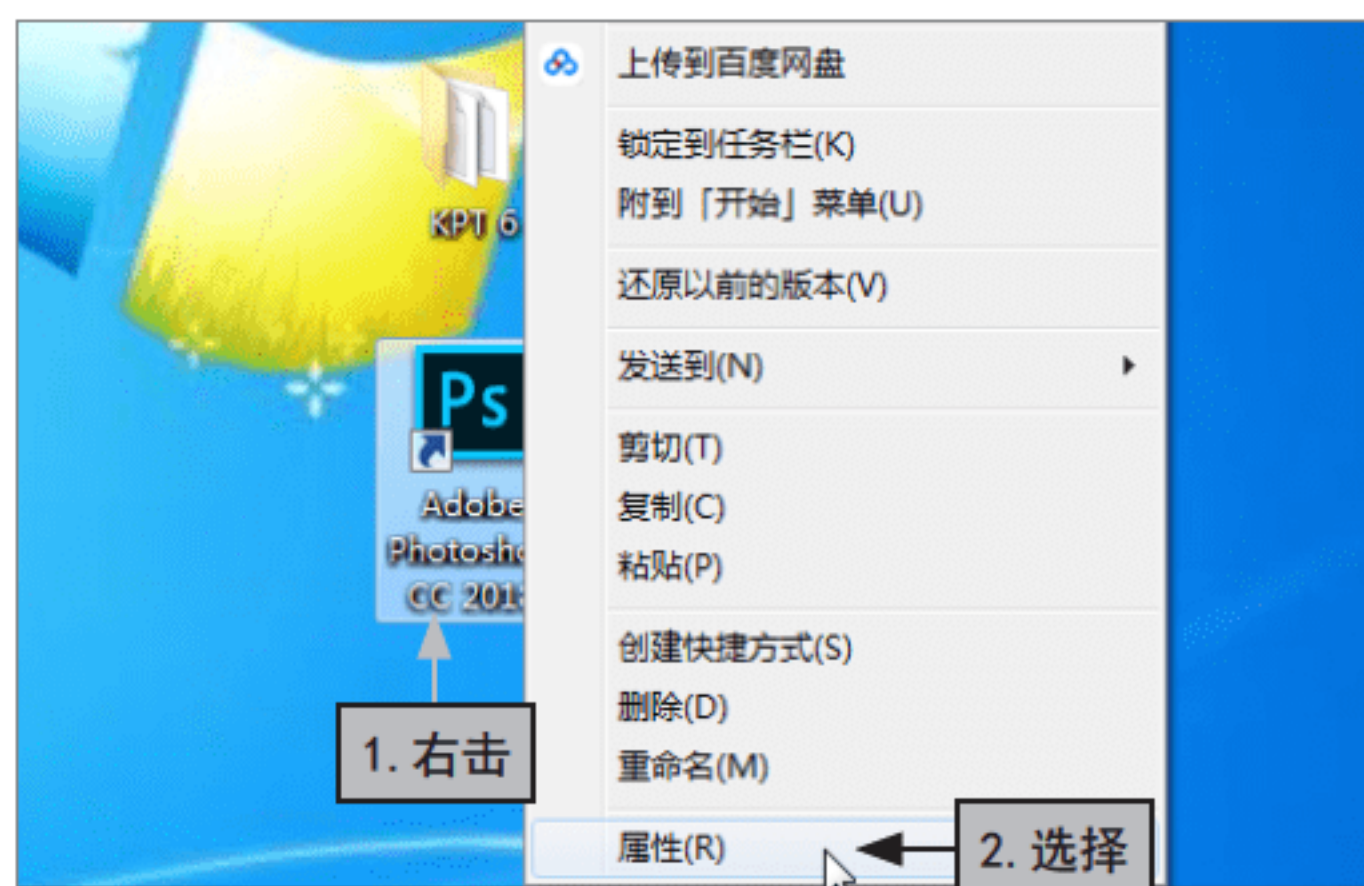 上传到百度网盘
锁定到任务栏(K)
附到「开始」菜单(U)
KPT 6
还原以前的版本(V)
发送到(N)
Ps
剪切(T)
Adobe
复制(C)
粘贴(P)
CC
创建快捷方式(S)
删除(D)
1. 右击
重命名(M)
属性(R)
2. 选择